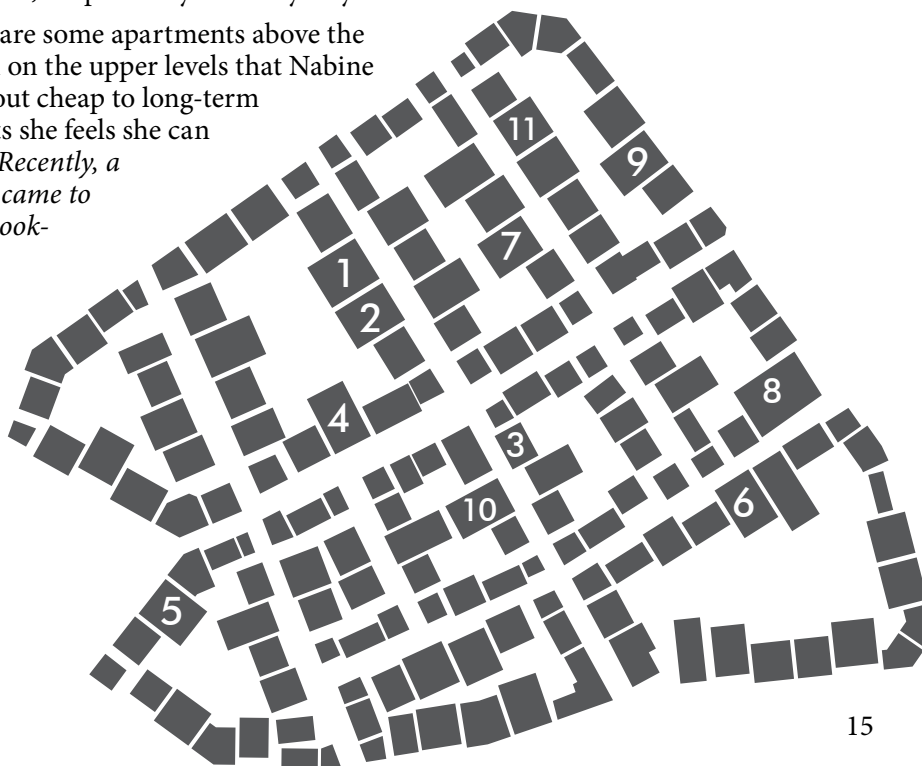 are some apartments above the
on the upper levels that Nabine
out cheap to long-term
she feels she can
Recently, a
came to
ook-
11
9
7
1
2
8
4
3
6
10
5
15